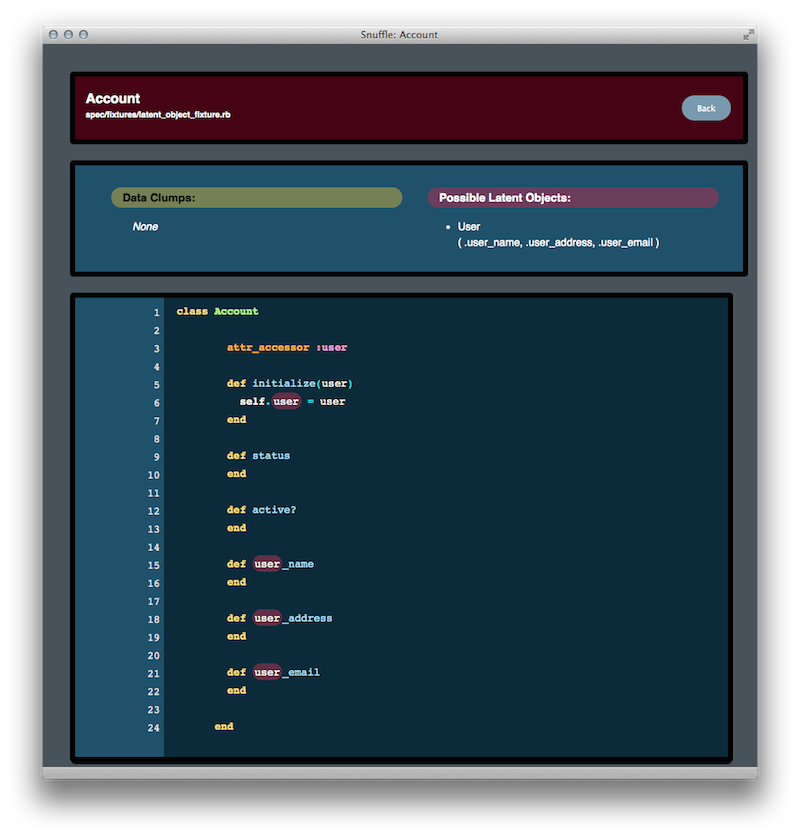 Snuffle: Account
Account
spec/fixtures/latent_object_fixture.rb
Back
Data Clumps:
None
Possible Latent Objects:
• User
( .user_name, .user_address, .user_email )
1 class Account
2
3 attr_accessor :user
4
5 def initialize(user)
6 self.user = user
7 end
8
9 def status
10 end
11
12 def active?
13 end
14
15 def user_name
16 end
17
18 def user_address
19 end
20
21 def user_email
22 end
23
24 end